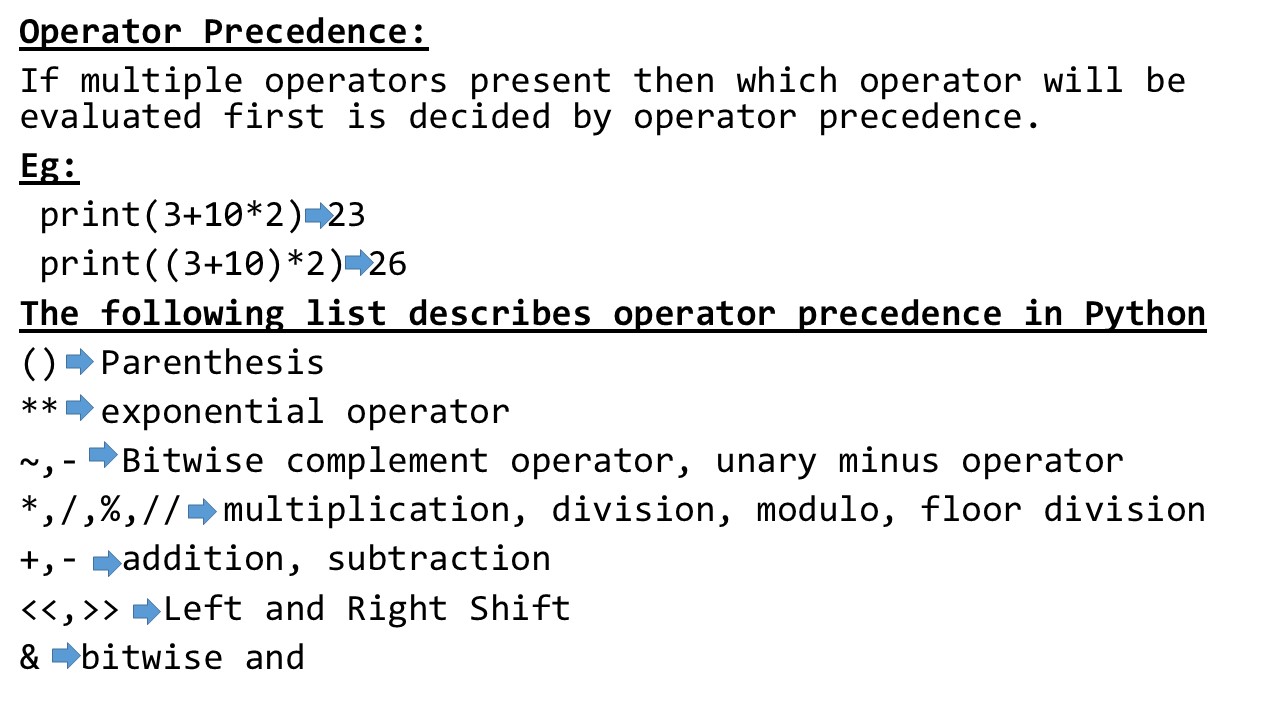 Operator Precedence:
If multiple operators present then which operator will be
evaluated first is decided by operator precedence.
Eg:
print(3+10*2)➡23
print((3+10)*2)➡26
The following list describes operator precedence in Python
()➡Parenthesis
**➡exponential operator
~,-➡Bitwise complement operator, unary minus operator
*,/,%,//➡multiplication, division, modulo, floor division
+,-➡addition, subtraction
<<,>>➡Left and Right Shift
&➡bitwise and